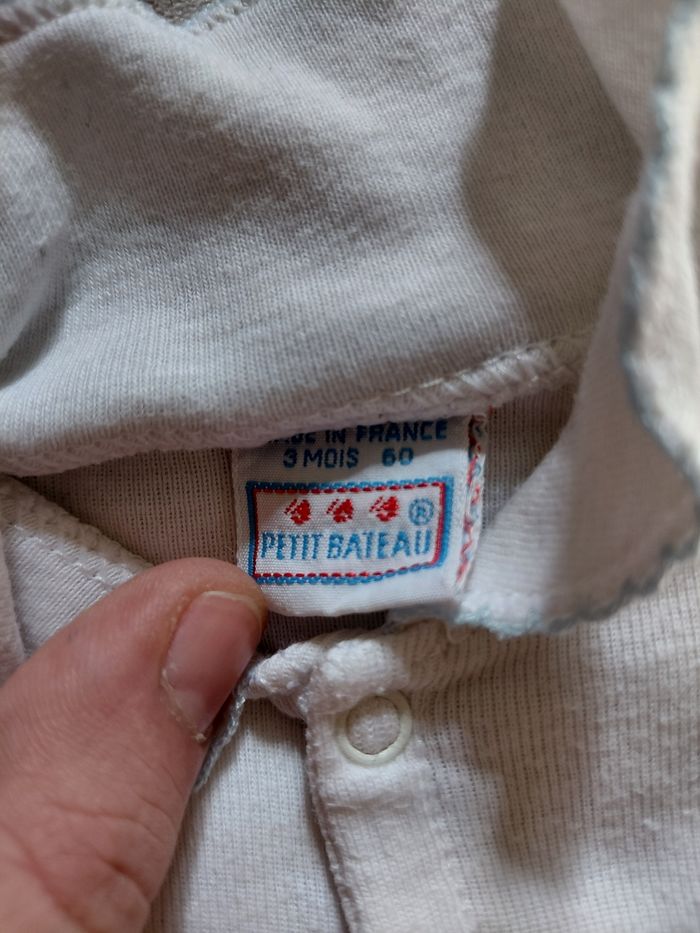 MADE IN FRANCE
3 MOIS 60
®
PETIT BATEAU